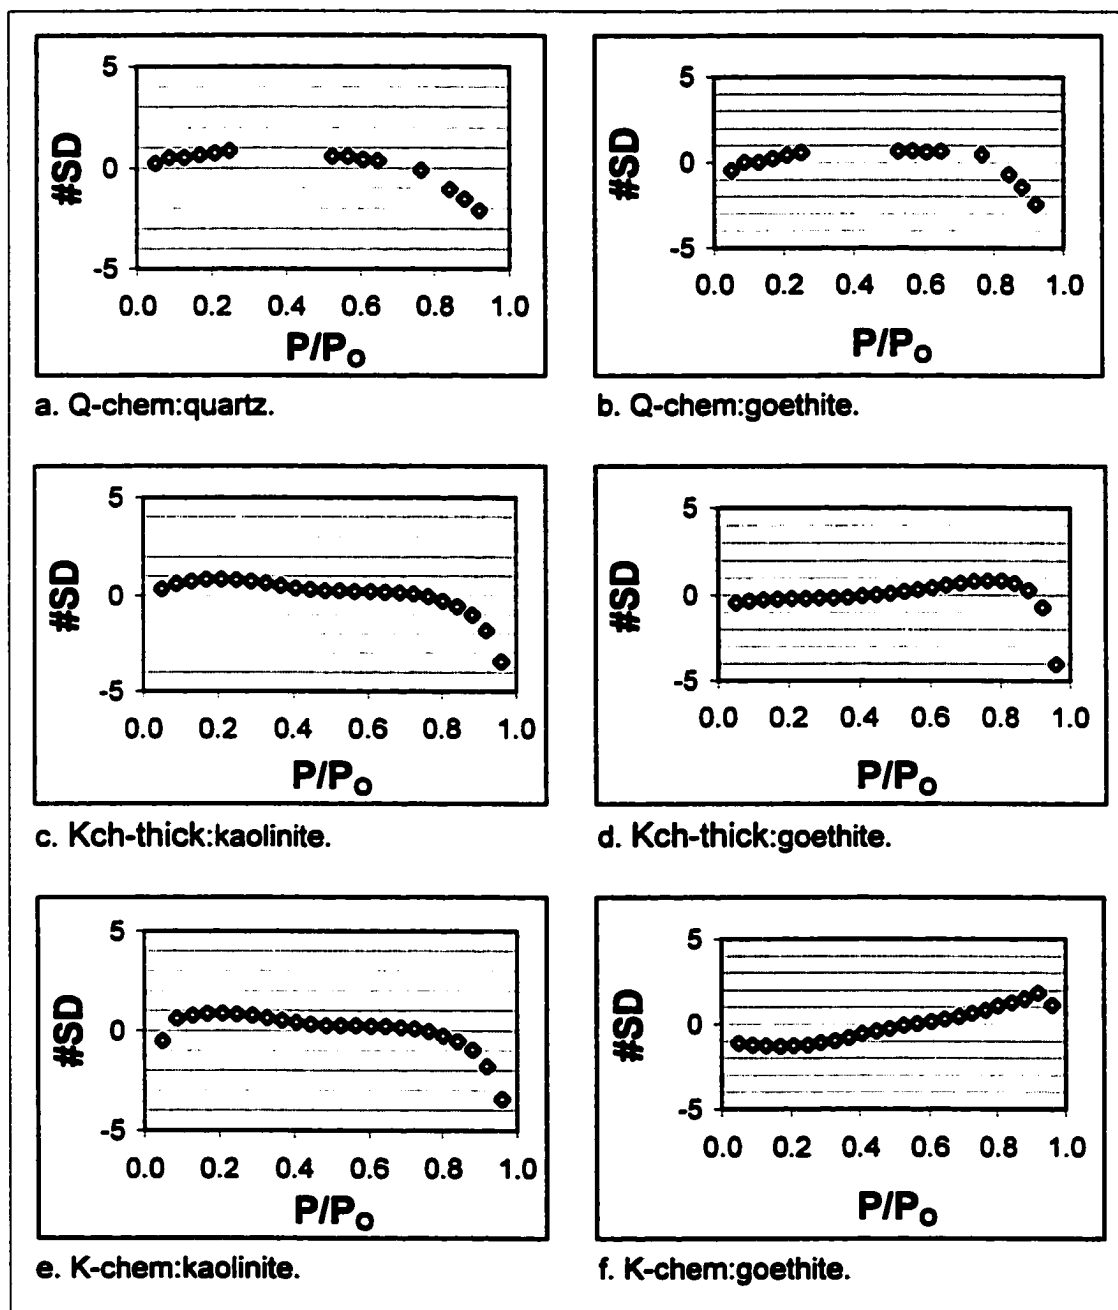 5
0
-5
#SD
0.0 0.2 0.4 0.6 0.8 1.0
P/Po
a. Q-chem:quartz.
5
0
-5
#SD
0.0 0.2 0.4 0.6 0.8 1.0
P/Po
b. Q-chem:goethite.
5
0
-5
#SD
0.0 0.2 0.4 0.6 0.8 1.0
P/Po
c. Kch-thick:kaolinite.
5
0
-5
#SD
0.0 0.2 0.4 0.6 0.8 1.0
P/Po
d. Kch-thick:goethite.
5
0
-5
#SD
0.0 0.2 0.4 0.6 0.8 1.0
P/Po
e. K-chem:kaolinite.
5
0
-5
#SD
0.0 0.2 0.4 0.6 0.8 1.0
P/Po
f. K-chem:goethite.